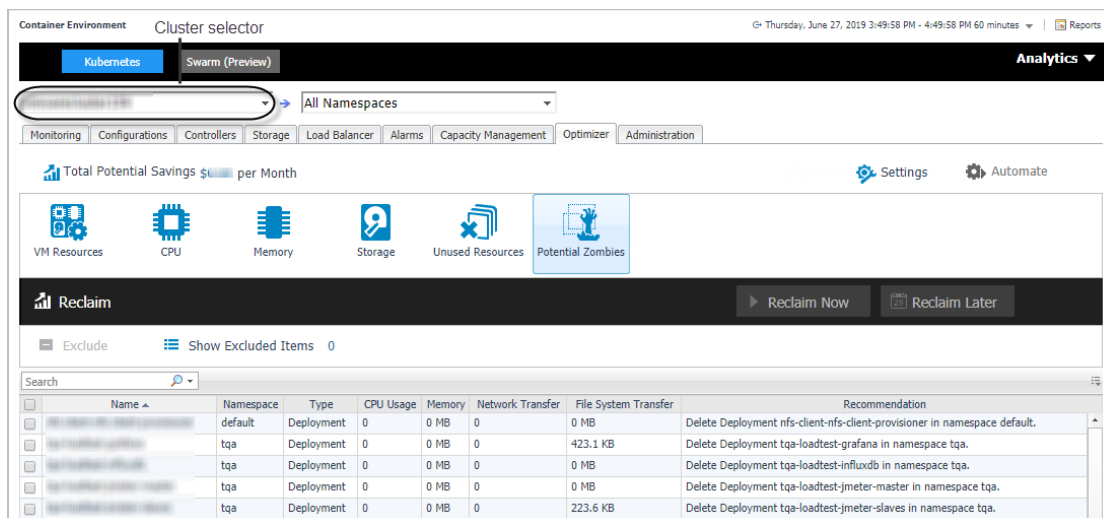 Container Environment
Cluster selector
Thursday, June 27, 2019 3:49:58 PM - 4:49:58 PM 60 minutes
Reports
Kubernetes
Swarm (Preview)
Analytics
All Namespaces
Monitoring Configurations Controllers Storage Load Balancer Alarms Capacity Management Optimizer Administration
Total Potential Savings $ per Month
Settings
Automate
VM Resources CPU Memory Storage Unused Resources Potential Zombies
Reclaim
Reclaim Now
Reclaim Later
Exclude
Show Excluded Items 0
Search
Name Namespace Type CPU Usage Memory Network Transfer File System Transfer Recommendation
default Deployment 0 0 MB 0 0 MB Delete Deployment nfs-client-nfs-client-provisioner in namespace default.
tqa Deployment 0 0 MB 0 423.1 KB Delete Deployment tqa-loadtest-grafana in namespace tqa.
tqa Deployment 0 0 MB 0 0 MB Delete Deployment tqa-loadtest-influxdb in namespace tqa.
tqa Deployment 0 0 MB 0 0 MB Delete Deployment tqa-loadtest-jmeter-master in namespace tqa.
tqa Deployment 0 0 MB 0 223.6 KB Delete Deployment tqa-loadtest-jmeter-slaves in namespace tqa.